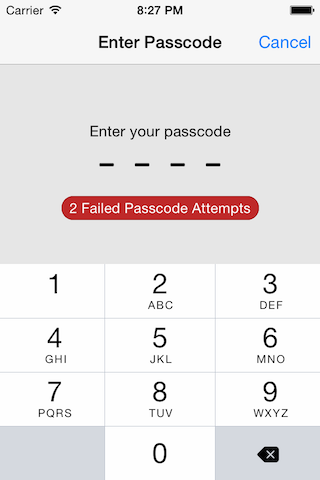 Carrier 8:27 PM
Enter Passcode Cancel
Enter your passcode
2 Failed Passcode Attempts
1 2 3
ABC DEF
4 5 6
GHI JKL MNO
7 8 9
PQRS TUV WXYZ
0